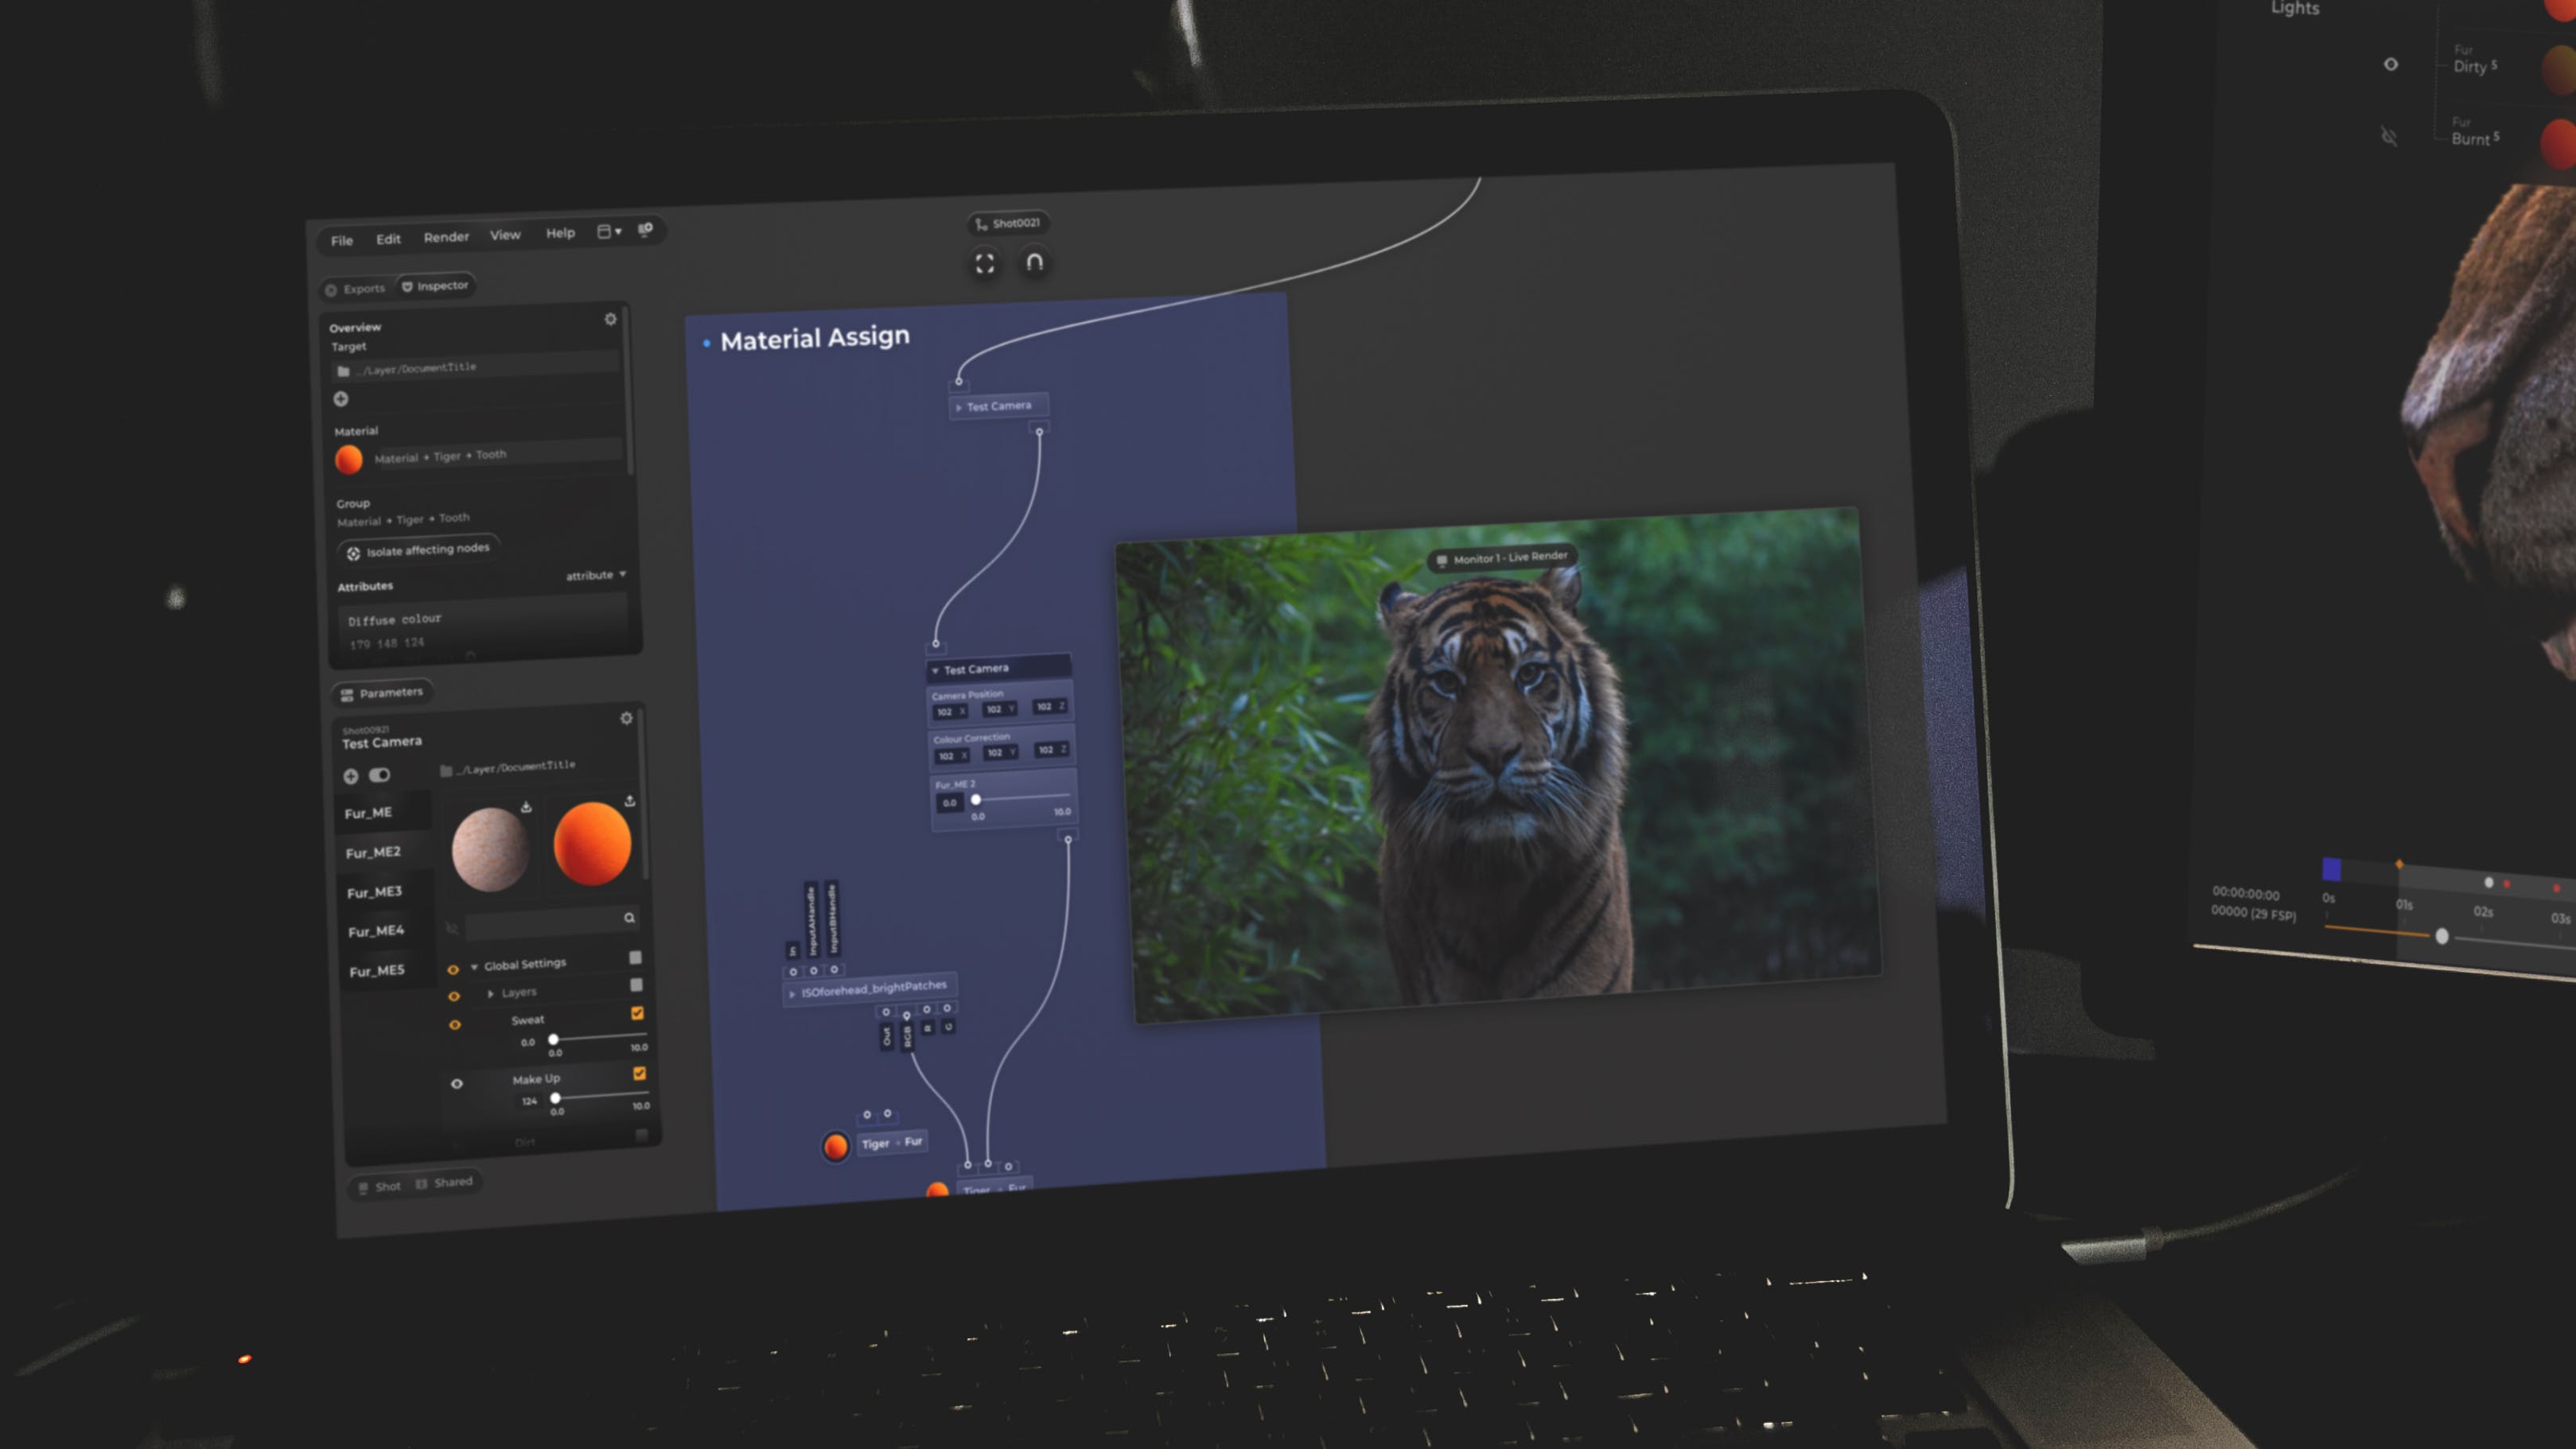 File Edit Render View Help
Exports Inspector
Overview
Target
../Layer/DocumentTitle
Material
Material → Tiger → Tooth
Group
Material → Tiger → Tooth
Isolate affecting nodes
Attributes attribute
Diffuse colour
179 148 124
Parameters
Shot00921
Test Camera
../Layer/DocumentTitle
Fur_ME
Fur_ME2
Fur_ME3
Fur_ME4
Fur_ME5
Global Settings
Layers
Sweat
0.0
0.0 10.0
Make Up
124
0.0 10.0
Dirt
Shot Shared
Shot0021
Material Assign
Test Camera
Test Camera
Camera Position
102 X 102 Y 102 Z
Colour Correction
102 X 102 Y 102 Z
Fur_ME 2
0.0
0.0 10.0
In
InputAHandle
InputBHandle
ISOforehead_brightPatches
Out
RGB
R
G
Tiger → Fur
Tiger → Fur
Monitor 1 - Live Render
Lights
Fur
Dirty 5
Fur
Burnt 5
00:00:00:00
00000 (29 FSP)
0s 01s 02s 03s